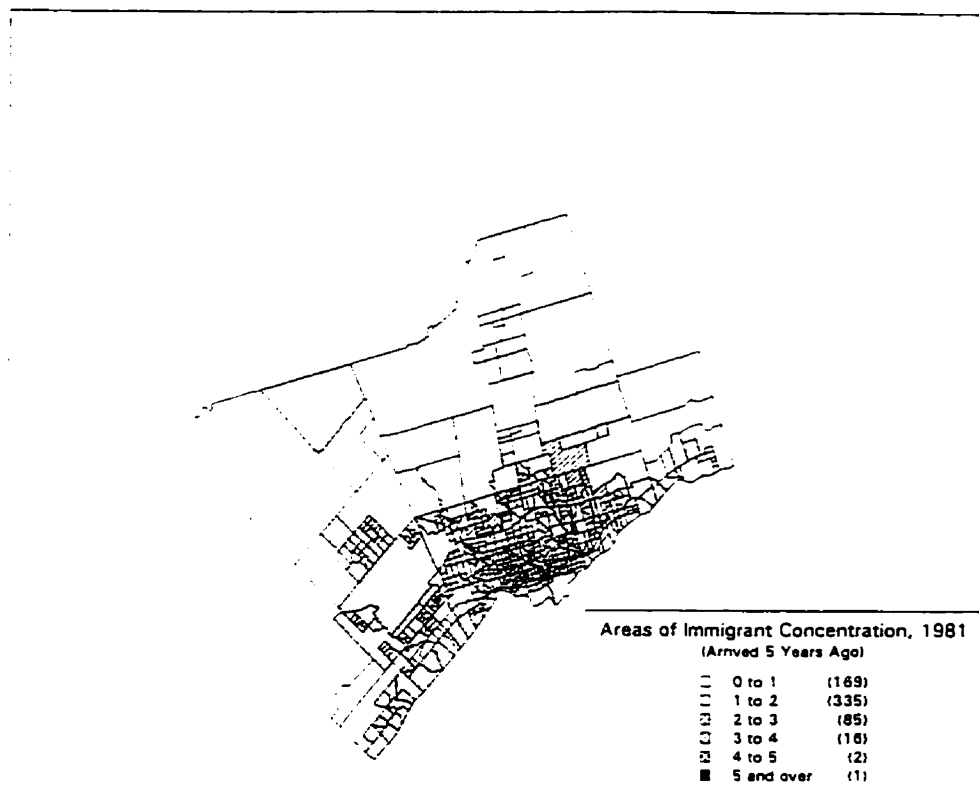 Areas of Immigrant Concentration, 1981
(Arrived 5 Years Ago)
0 to 1 (169)
1 to 2 (335)
2 to 3 (85)
3 to 4 (16)
4 to 5 (2)
5 and over (1)